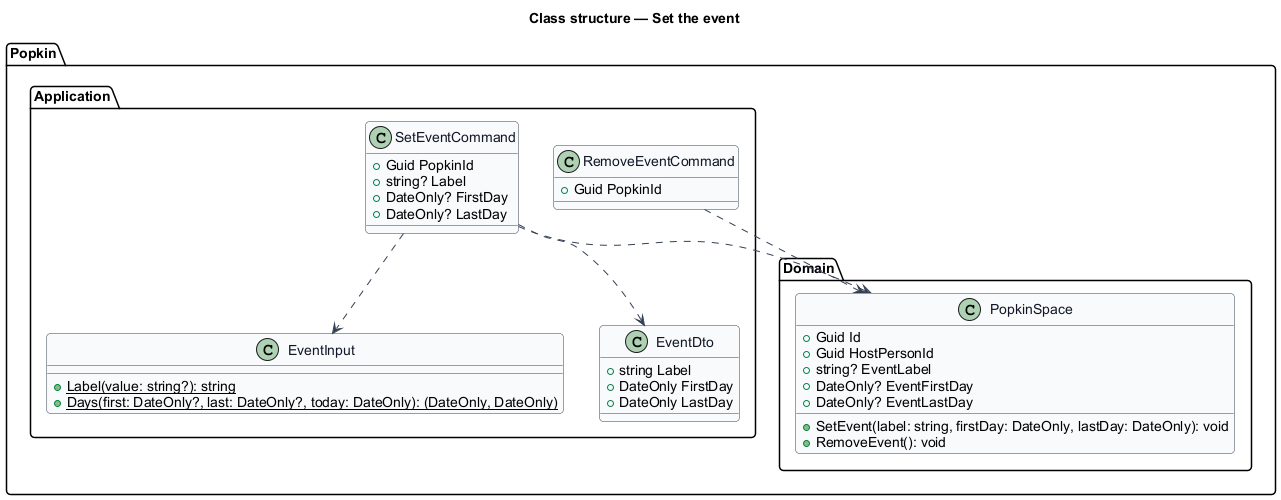 Class structure — Set the event
Popkin
Application
C SetEventCommand
Guid PopkinId
string? Label
DateOnly? FirstDay
DateOnly? LastDay
C RemoveEventCommand
Guid PopkinId
Domain
C PopkinSpace
Guid Id
Guid HostPersonId
string? EventLabel
DateOnly? EventFirstDay
DateOnly? EventLastDay
SetEvent(label: string, firstDay: DateOnly, lastDay: DateOnly): void
RemoveEvent(): void
C EventInput
Label(value: string?): string
Days(first: DateOnly?, last: DateOnly?, today: DateOnly): (DateOnly, DateOnly)
C EventDto
string Label
DateOnly FirstDay
DateOnly LastDay